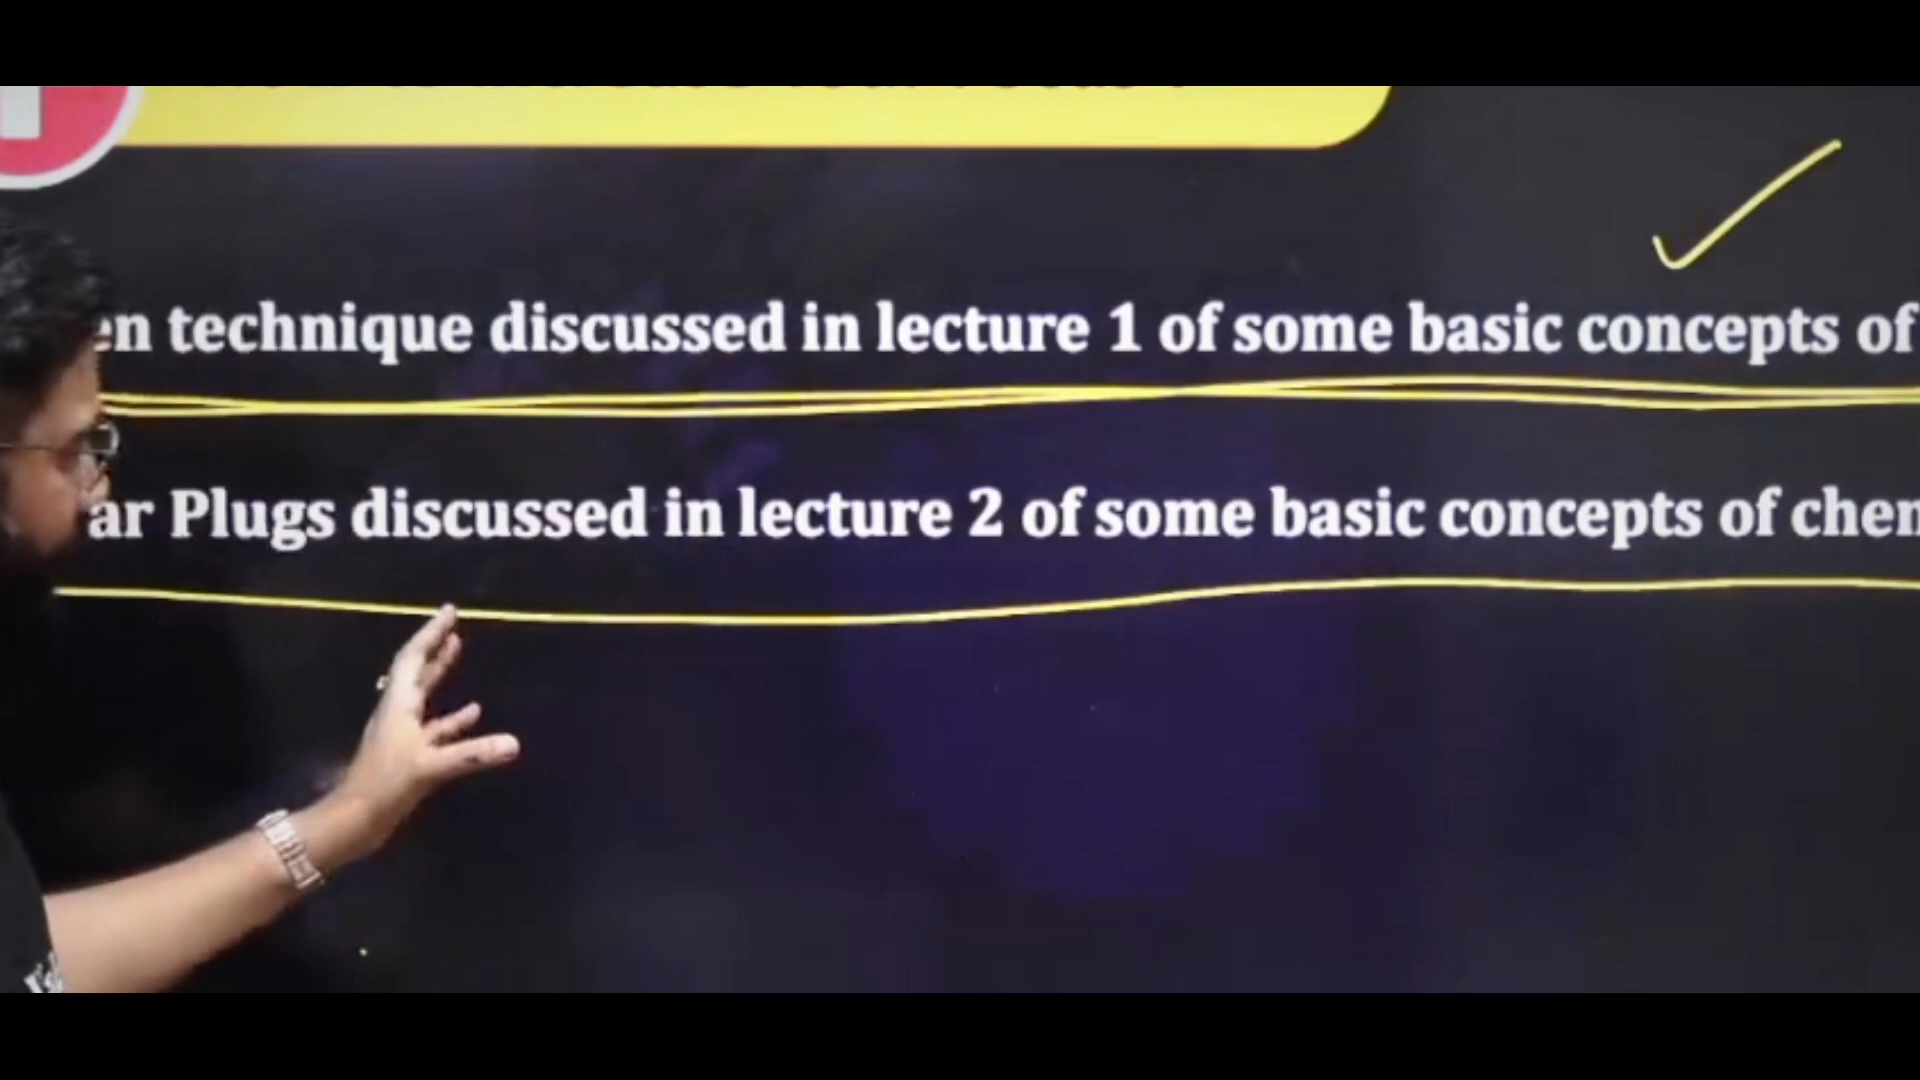 en technique discussed in lecture 1 of some basic concepts of
ar Plugs discussed in lecture 2 of some basic concepts of chem